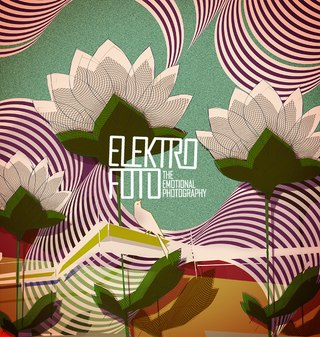 ELEKTRO
FOTO
THE
EMOTIONAL
PHOTOGRAPHY